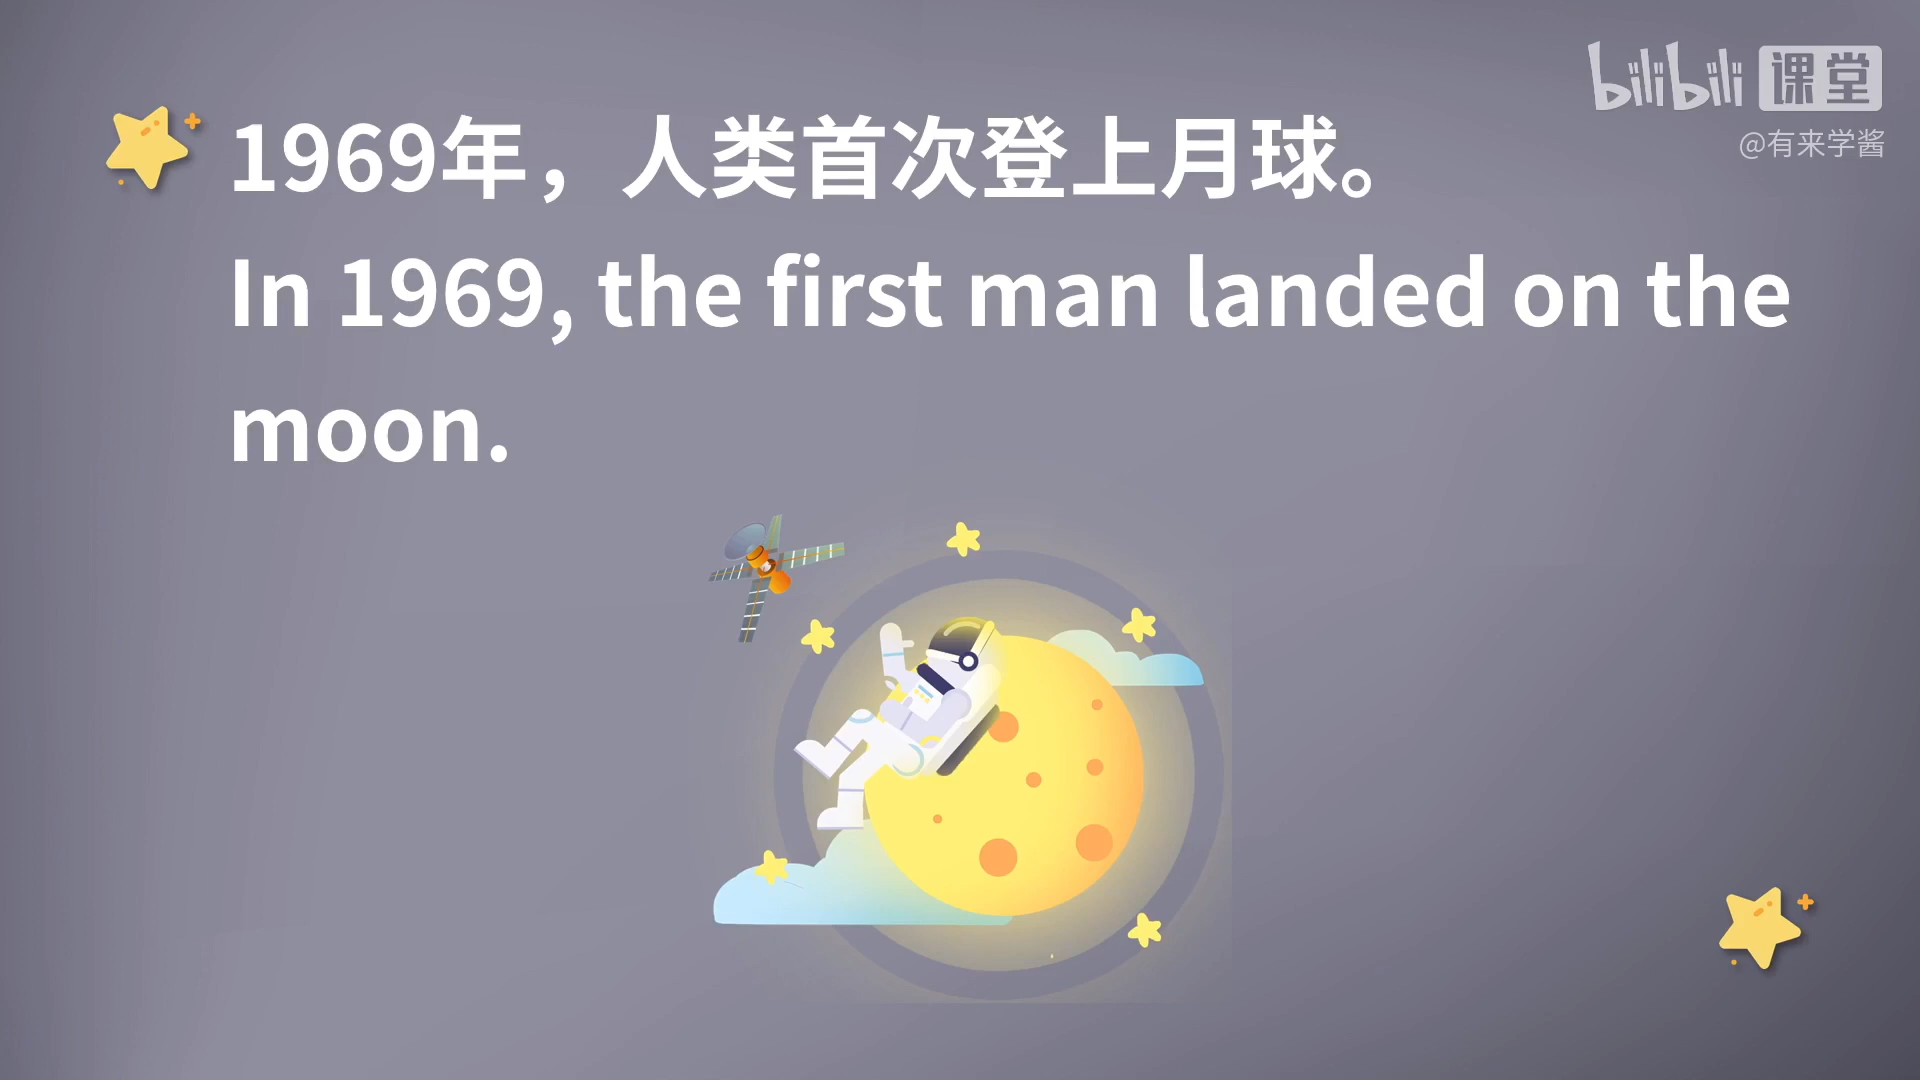 bilibili 课堂
@有来学酱
1969年，人类首次登上月球。
In 1969, the first man landed on the
moon.